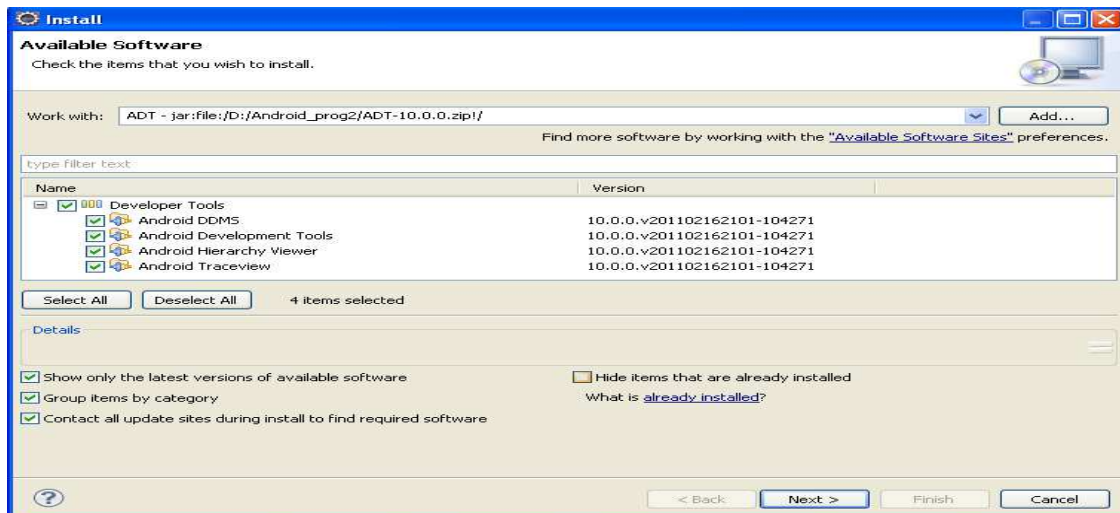 Install
Available Software
Check the items that you wish to install.
Work with: ADT - jar:file:/D:/Android_prog2/ADT-10.0.0.zip!/ Add...
Find more software by working with the "Available Software Sites" preferences.
type filter text
Name Version
Developer Tools
Android DDMS 10.0.0.v201102162101-104271
Android Development Tools 10.0.0.v201102162101-104271
Android Hierarchy Viewer 10.0.0.v201102162101-104271
Android Traceview 10.0.0.v201102162101-104271
Select All Deselect All 4 items selected
Details
Show only the latest versions of available software Hide items that are already installed
Group items by category What is already installed?
Contact all update sites during install to find required software
? < Back Next > Finish Cancel